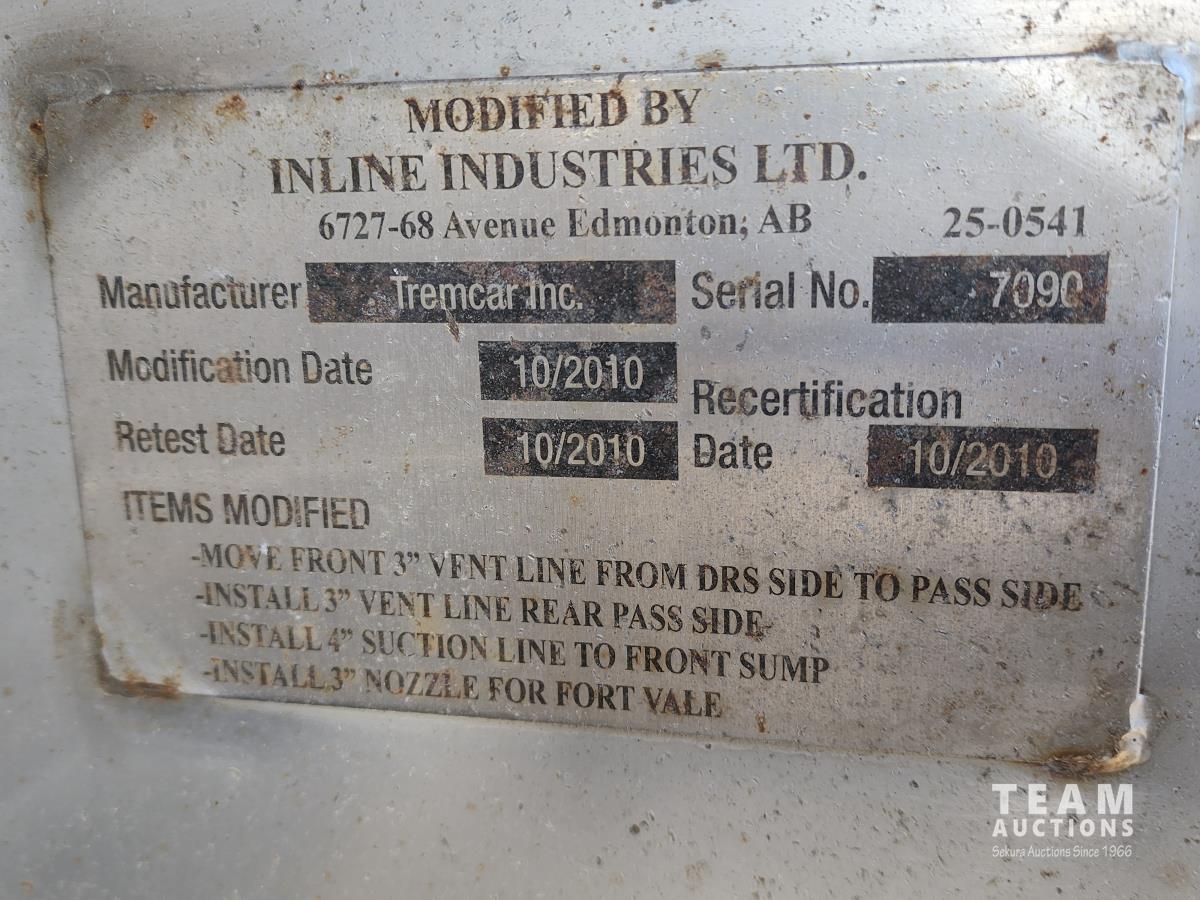 MODIFIED BY
INLINE INDUSTRIES LTD.
6727-68 Avenue Edmonton, AB 25-0541
Manufacturer Tremcar Inc. Serial No. 7090
Modification Date 10/2010
Recertification
Retest Date 10/2010 Date 10/2010
ITEMS MODIFIED
-MOVE FRONT 3” VENT LINE FROM DRS SIDE TO PASS SIDE
-INSTALL 3” VENT LINE REAR PASS SIDE
-INSTALL 4” SUCTION LINE TO FRONT SUMP
-INSTALL 3” NOZZLE FOR FORT VALE
TEAM
AUCTIONS
Sekura Auctions Since 1966